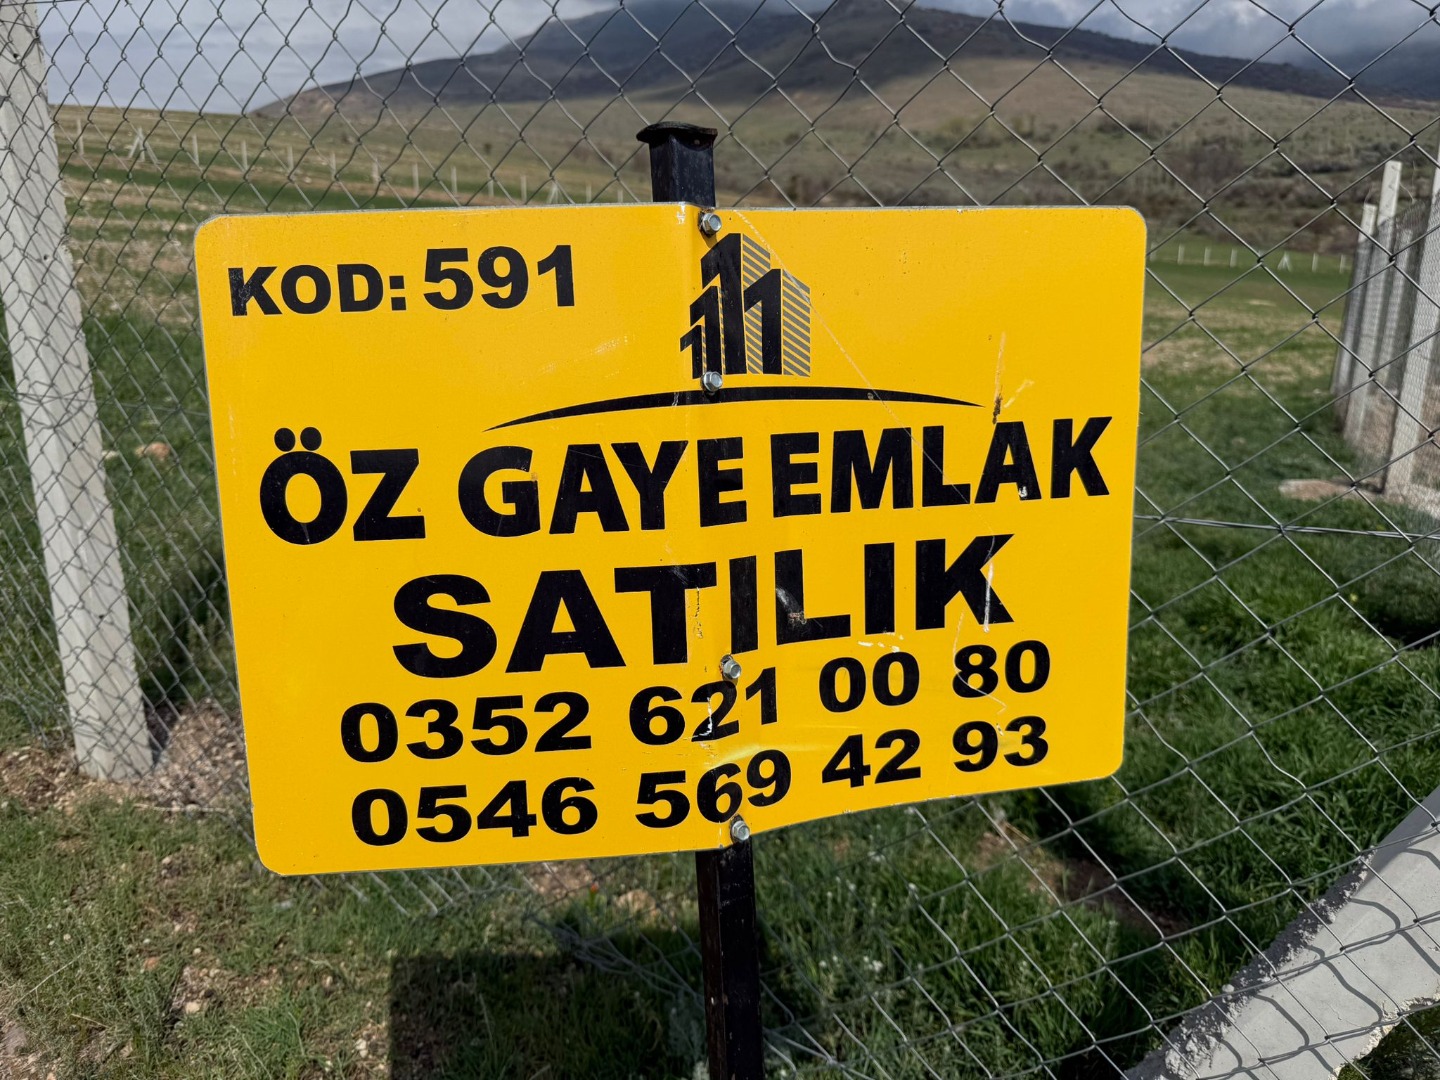 KOD: 591
ÖZ GAYE EMLAK
SATILIK
0352 621 00 80
0546 569 42 93